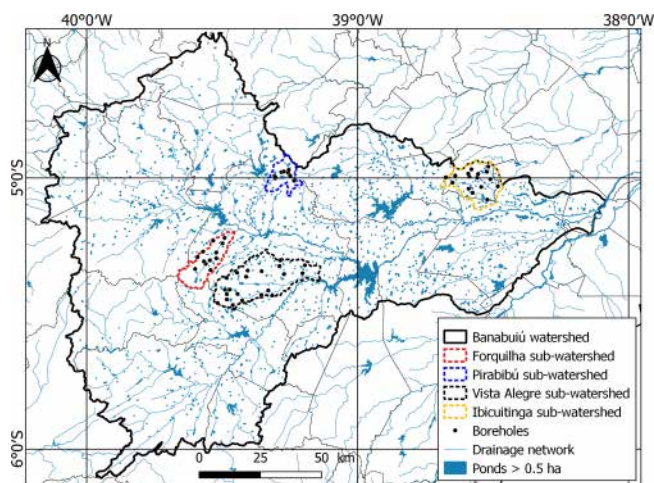 40°0'W 39°0'W 38°0'W
N
5°0'S
6°0'S
Banabuiú watershed
Forquilha sub-watershed
Pirabibú sub-watershed
Vista Alegre sub-watershed
Ibicuitinga sub-watershed
Boreholes
Drainage network
Ponds > 0.5 ha
0 25 50 km